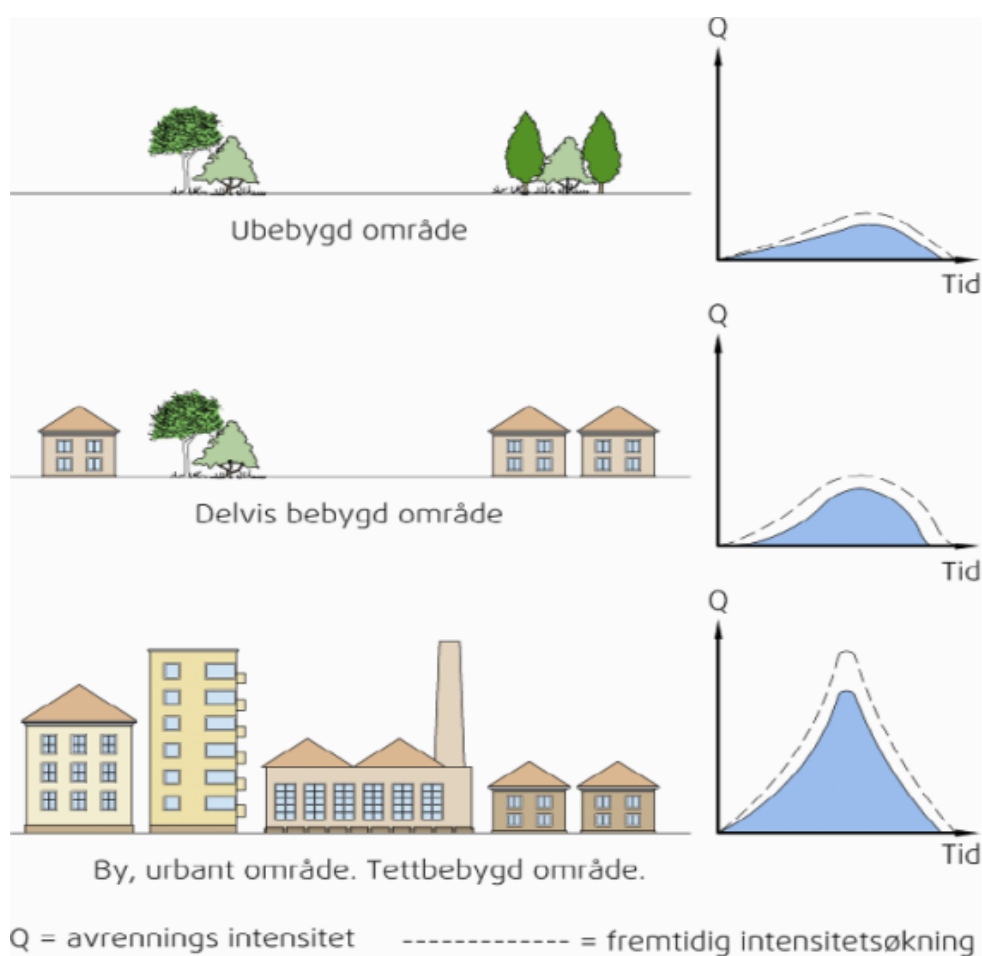 Q
Ubebygd område
Tid
Q
Delvis bebygd område
Tid
Q
By, urbant område. Tettbebygd område.
Tid
Q = avrennings intensitet ------------- = fremtidig intensitetsøkning